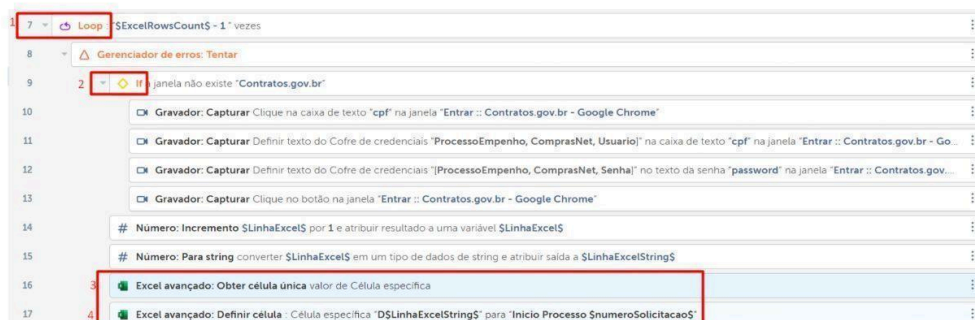 1 7 Loop : "$ExcelRowsCount$ - 1 " vezes
8 Gerenciador de erros: Tentar
9 2 If a janela não existe "Contratos.gov.br"
10 Gravador: Capturar Clique na caixa de texto "cpf" na janela "Entrar :: Contratos.gov.br - Google Chrome"
11 Gravador: Capturar Definir texto do Cofre de credenciais "ProcessoEmpenho, ComprasNet, Usuario]" na caixa de texto "cpf" na janela "Entrar :: Contratos.gov.br - Go...
12 Gravador: Capturar Definir texto do Cofre de credenciais "[ProcessoEmpenho, ComprasNet, Senha]" no texto da senha "password" na janela "Entrar :: Contratos.gov....
13 Gravador: Capturar Clique no botão na janela "Entrar :: Contratos.gov.br - Google Chrome"
14 # Número: Incremento $LinhaExcel$ por 1 e atribuir resultado a uma variável $LinhaExcel$
15 # Número: Para string converter $LinhaExcel$ em um tipo de dados de string e atribuir saída a $LinhaExcelString$
16 3 Excel avançado: Obter célula única valor de Célula específica
17 4 Excel avançado: Definir célula : Célula específica "D$LinhaExcelString$" para "Inicio Processo $numeroSolicitacao$"